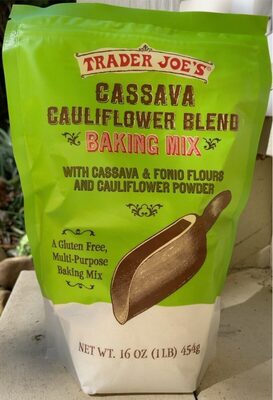 TRADER JOE'S
CASSAVA
CAULIFLOWER BLEND
BAKING MIX
WITH CASSAVA & FONIO FLOURS
AND CAULIFLOWER POWDER
A Gluten Free,
Multi-Purpose
Baking Mix
NET WT. 16 OZ (1 LB) 454g